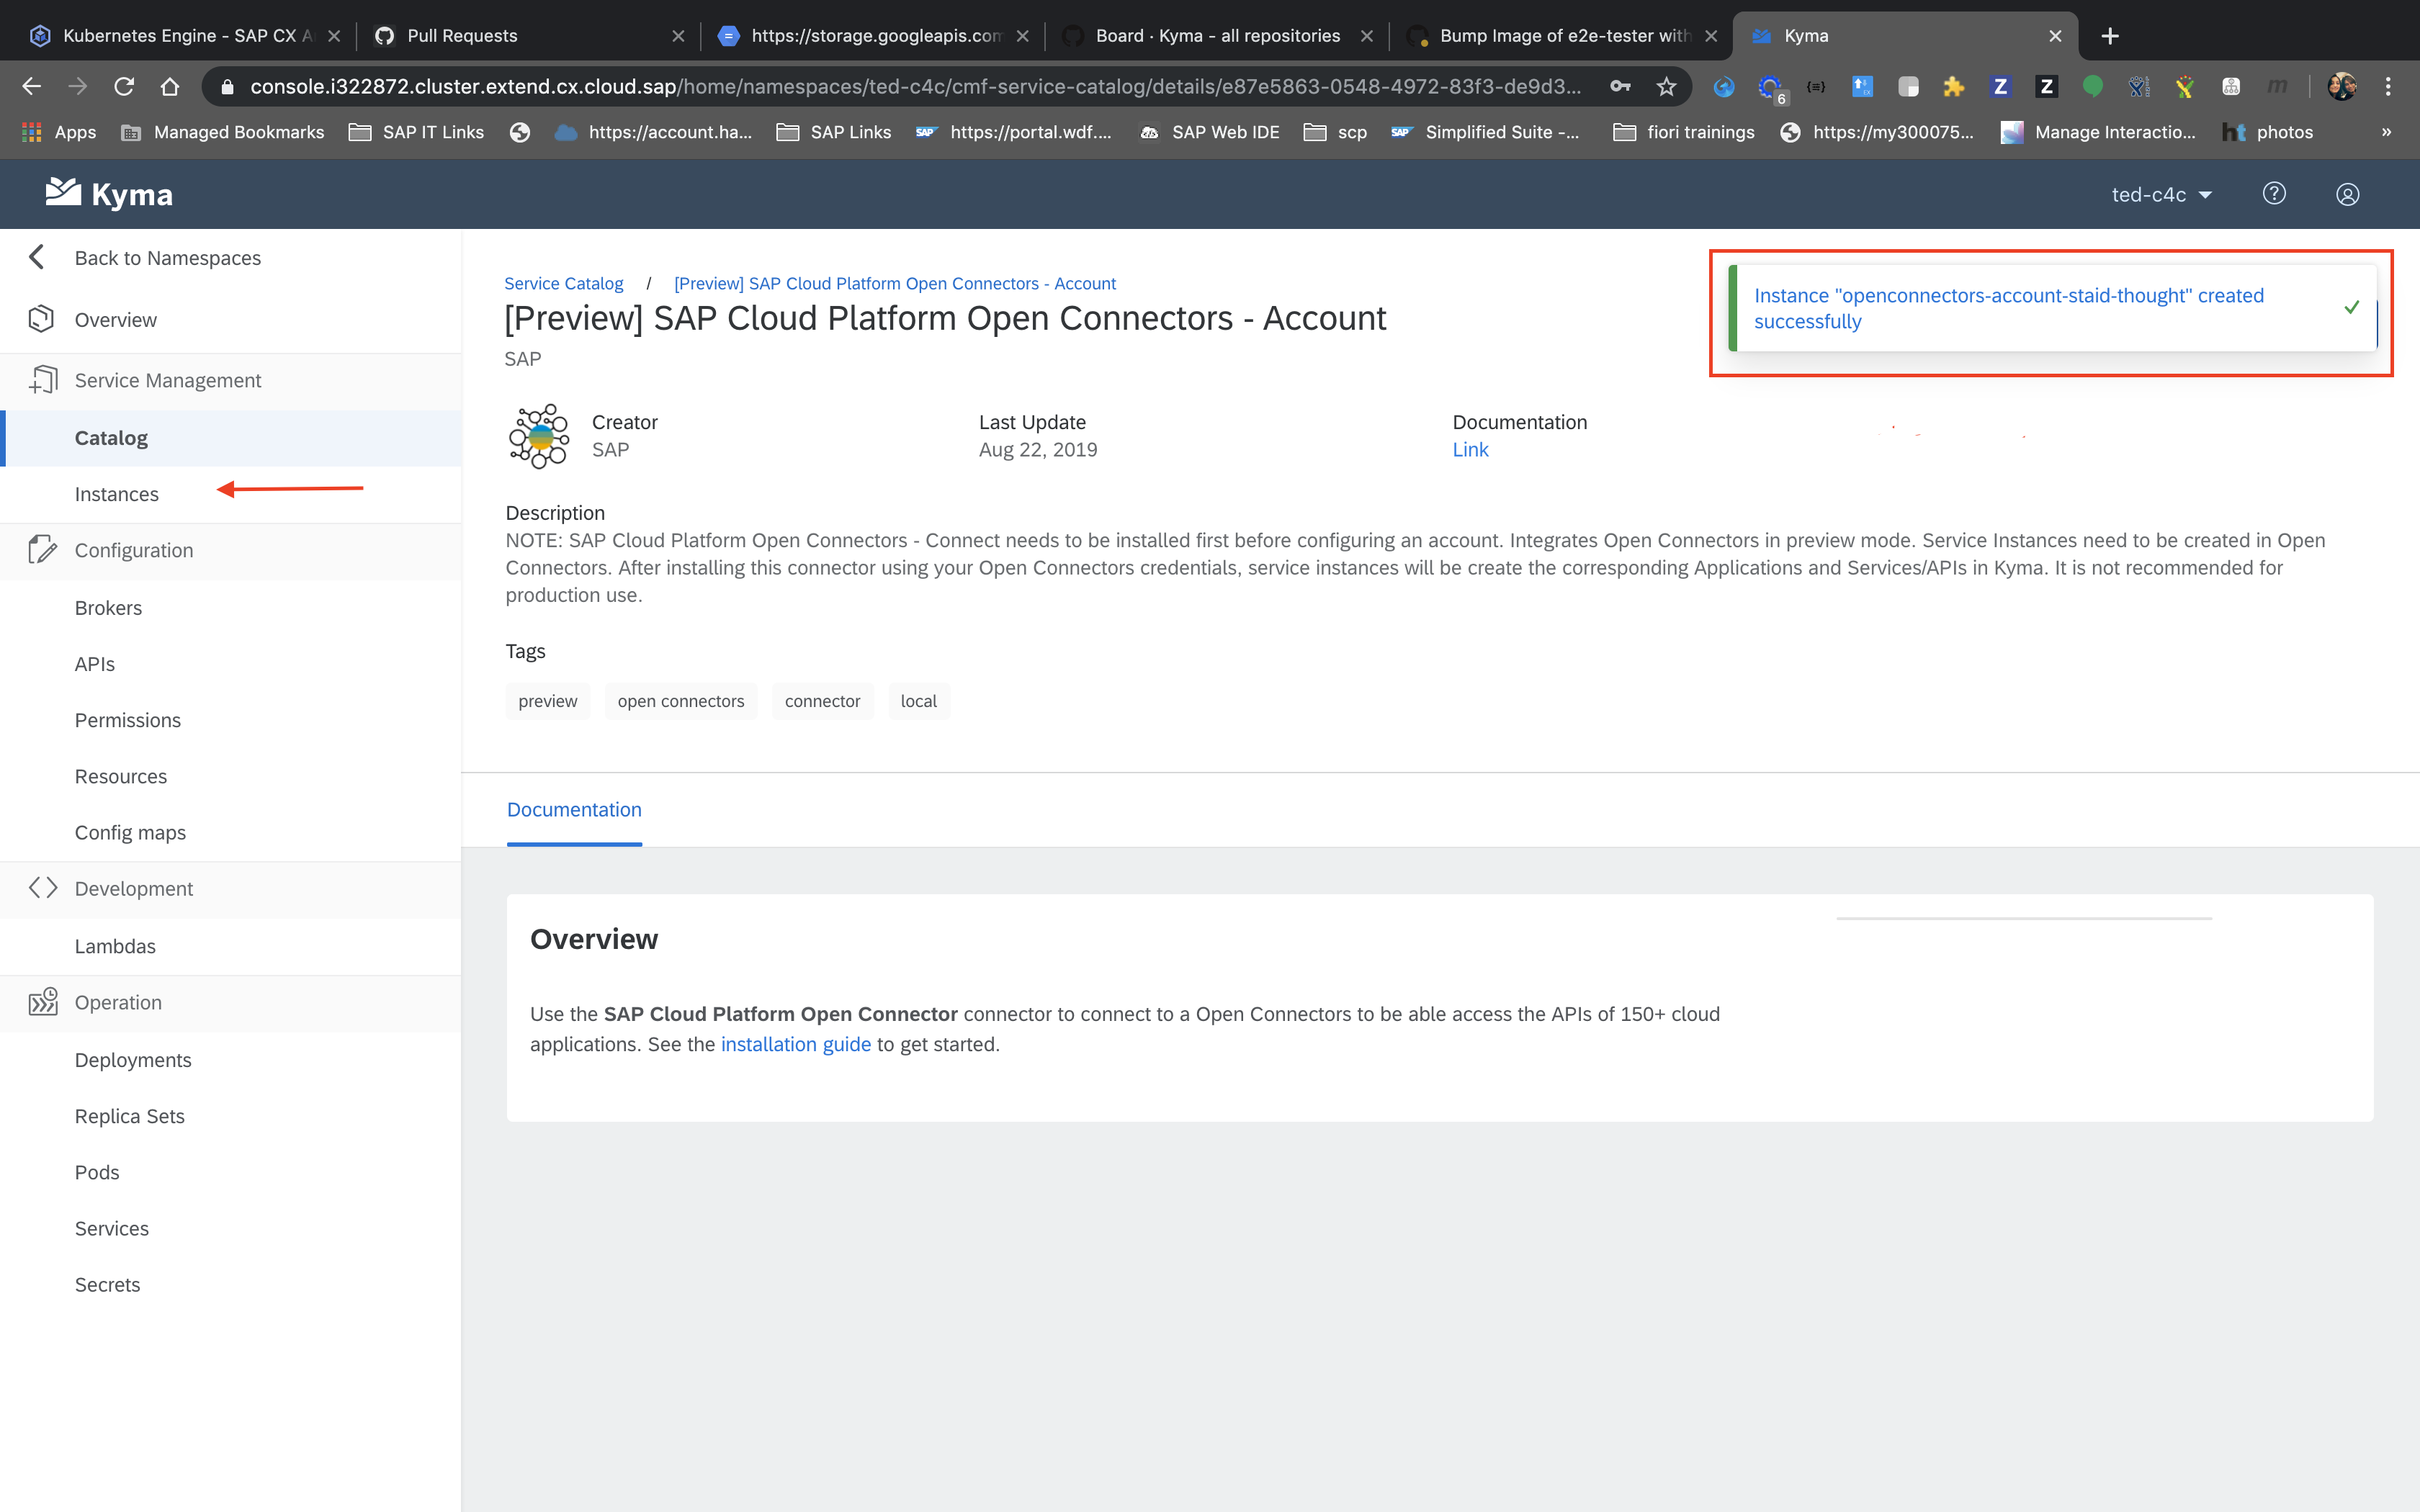 Kubernetes Engine - SAP CX A
Pull Requests
https://storage.googleapis.com
Board · Kyma - all repositories
Bump Image of e2e-tester with
Kyma
console.i322872.cluster.extend.cx.cloud.sap/home/namespaces/ted-c4c/cmf-service-catalog/details/e87e5863-0548-4972-83f3-de9d3...
6
Apps
Managed Bookmarks
SAP IT Links
https://account.ha...
SAP Links
SAP
https://portal.wdf....
SAP Web IDE
scp
SAP
Simplified Suite -...
fiori trainings
https://my300075...
Manage Interactio...
ht
photos
»
Kyma
ted-c4c
Back to Namespaces
Overview
Service Management
Catalog
Instances
Configuration
Brokers
APIs
Permissions
Resources
Config maps
Development
Lambdas
Operation
Deployments
Replica Sets
Pods
Services
Secrets
Service Catalog / [Preview] SAP Cloud Platform Open Connectors - Account
[Preview] SAP Cloud Platform Open Connectors - Account
SAP
Instance "openconnectors-account-staid-thought" created
successfully
Creator
SAP
Last Update
Aug 22, 2019
Documentation
Link
Description
NOTE: SAP Cloud Platform Open Connectors - Connect needs to be installed first before configuring an account. Integrates Open Connectors in preview mode. Service Instances need to be created in Open
Connectors. After installing this connector using your Open Connectors credentials, service instances will be create the corresponding Applications and Services/APIs in Kyma. It is not recommended for
production use.
Tags
preview
open connectors
connector
local
Documentation
Overview
Use the SAP Cloud Platform Open Connector connector to connect to a Open Connectors to be able access the APIs of 150+ cloud
applications. See the installation guide to get started.